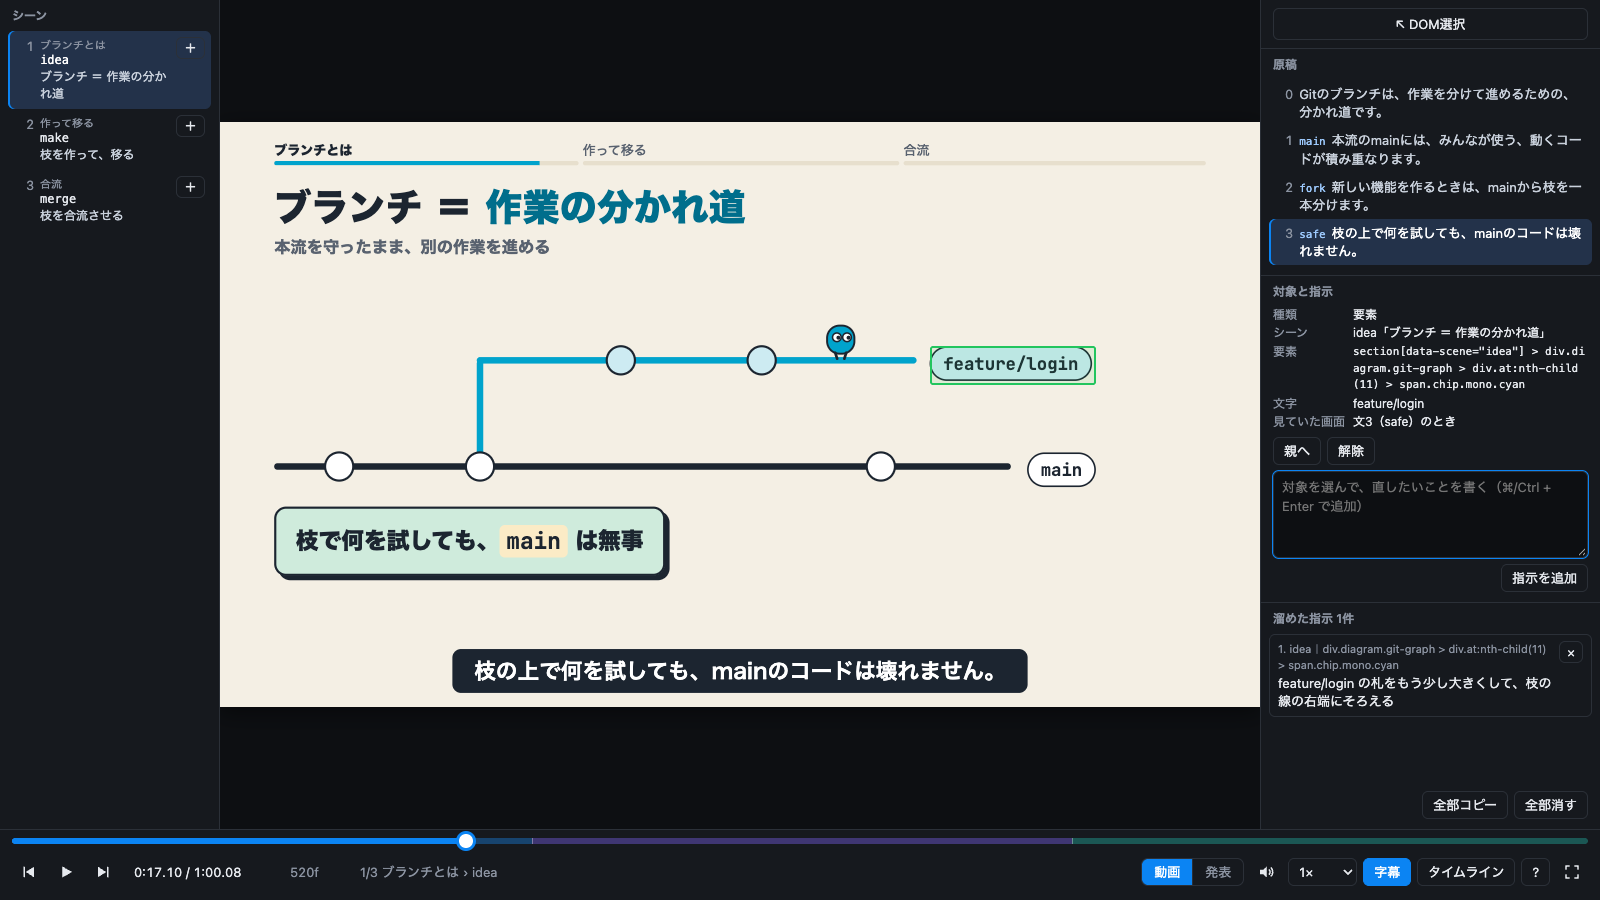 シーン
1 ブランチとは
idea
ブランチ = 作業の分か
れ道
+
2 作って移る
make
枝を作って、移る
+
3 合流
merge
枝を合流させる
+
ブランチとは
作って移る
合流
ブランチ = 作業の分かれ道
本流を守ったまま、別の作業を進める
feature/login
main
枝で何を試しても、 main は無事
枝の上で何を試しても、mainのコードは壊れません。
DOM選択
原稿
0 Gitのブランチは、作業を分けて進めるための、
分かれ道です。
1 main 本流のmainには、みんなが使う、動くコー
ドが積み重なります。
2 fork 新しい機能を作るときは、mainから枝を一
本分けます。
3 safe 枝の上で何を試しても、mainのコードは壊
れません。
対象と指示
種類 要素
シーン idea「ブランチ = 作業の分かれ道」
要素 section[data-scene="idea"] > div.di
agram.git-graph > div.at:nth-child
(11) > span.chip.mono.cyan
文字 feature/login
見ていた画面 文3（safe）のとき
親へ 解除
対象を選んで、直したいことを書く（⌘/Ctrl +
Enter で追加）
指示を追加
溜めた指示 1件
1. idea | div.diagram.git-graph > div.at:nth-child(11)
> span.chip.mono.cyan
×
feature/login の札をもう少し大きくして、枝の
線の右端にそろえる
全部コピー 全部消す
0:17.10 / 1:00.08
520f
1/3 ブランチとは › idea
動画 発表
1×
字幕
タイムライン
?